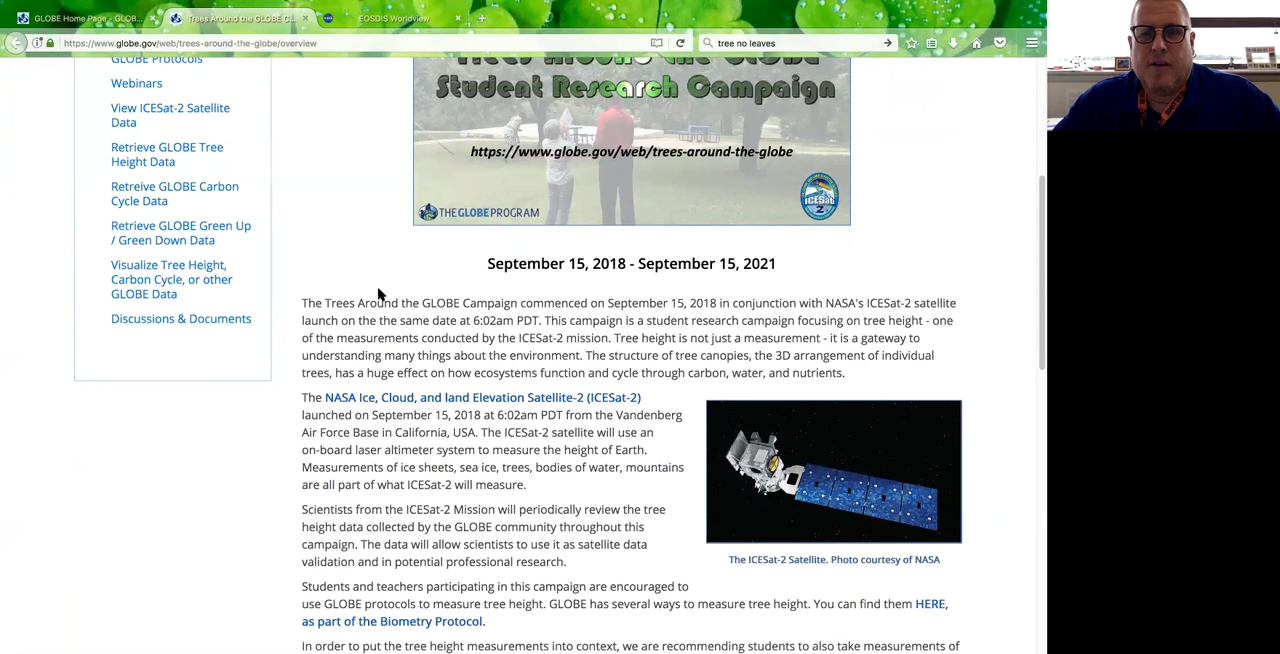 GLOBE Home Page - GLOB...
Trees Around the GLOBE C...
EOSDIS Worldview
https://www.globe.gov/web/trees-around-the-globe/overview
tree no leaves
GLOBE Protocols
Webinars
View ICESat-2 Satellite
Data
Retrieve GLOBE Tree
Height Data
Retreive GLOBE Carbon
Cycle Data
Retrieve GLOBE Green Up
/ Green Down Data
Visualize Tree Height,
Carbon Cycle, or other
GLOBE Data
Discussions & Documents
Trees Around the GLOBE
Student Research Campaign
https://www.globe.gov/web/trees-around-the-globe
THE GLOBE PROGRAM
ICESat
2
September 15, 2018 - September 15, 2021
The Trees Around the GLOBE Campaign commenced on September 15, 2018 in conjunction with NASA's ICESat-2 satellite
launch on the the same date at 6:02am PDT. This campaign is a student research campaign focusing on tree height - one
of the measurements conducted by the ICESat-2 mission. Tree height is not just a measurement - it is a gateway to
understanding many things about the environment. The structure of tree canopies, the 3D arrangement of individual
trees, has a huge effect on how ecosystems function and cycle through carbon, water, and nutrients.
The NASA Ice, Cloud, and land Elevation Satellite-2 (ICESat-2)
launched on September 15, 2018 at 6:02am PDT from the Vandenberg
Air Force Base in California, USA. The ICESat-2 satellite will use an
on-board laser altimeter system to measure the height of Earth.
Measurements of ice sheets, sea ice, trees, bodies of water, mountains
are all part of what ICESat-2 will measure.
The ICESat-2 Satellite. Photo courtesy of NASA
Scientists from the ICESat-2 Mission will periodically review the tree
height data collected by the GLOBE community throughout this
campaign. The data will allow scientists to use it as satellite data
validation and in potential professional research.
Students and teachers participating in this campaign are encouraged to
use GLOBE protocols to measure tree height. GLOBE has several ways to measure tree height. You can find them HERE,
as part of the Biometry Protocol.
In order to put the tree height measurements into context, we are recommending students to also take measurements of